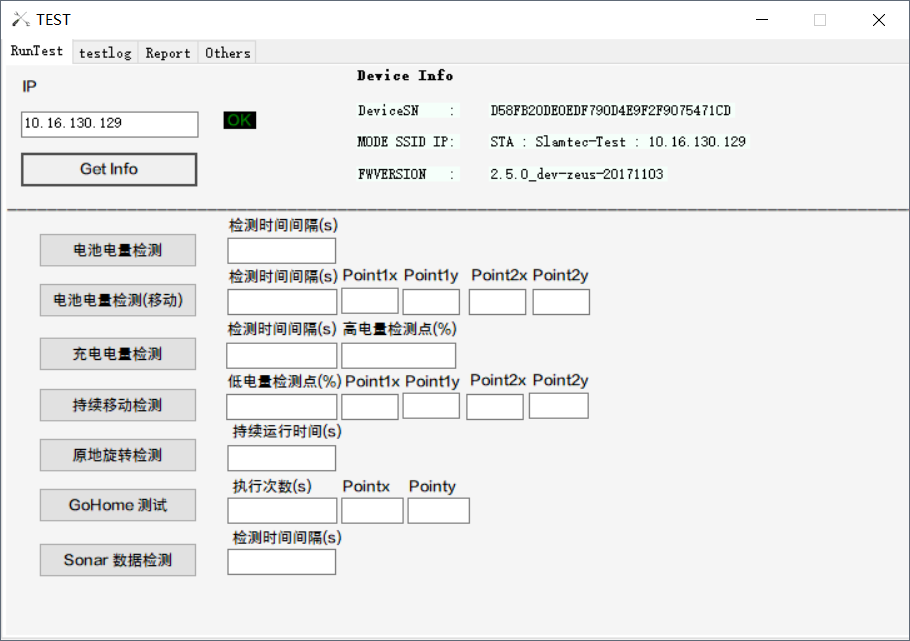 TEST
RunTest testlog Report Others
IP
10.16.130.129
OK
Get Info
Device Info
DeviceSN : D58FB20DE0EDF790D4E9F2F9075471CD
MODE SSID IP: STA : Slamtec-Test : 10.16.130.129
FWVERSION : 2.5.0_dev-zeus-20171103
检测时间间隔(s)
电池电量检测
检测时间间隔(s) Point1x Point1y Point2x Point2y
电池电量检测(移动)
检测时间间隔(s) 高电量检测点(%)
充电电量检测
低电量检测点(%) Point1x Point1y Point2x Point2y
持续移动检测
持续运行时间(s)
原地旋转检测
执行次数(s) Pointx Pointy
GoHome 测试
检测时间间隔(s)
Sonar 数据检测